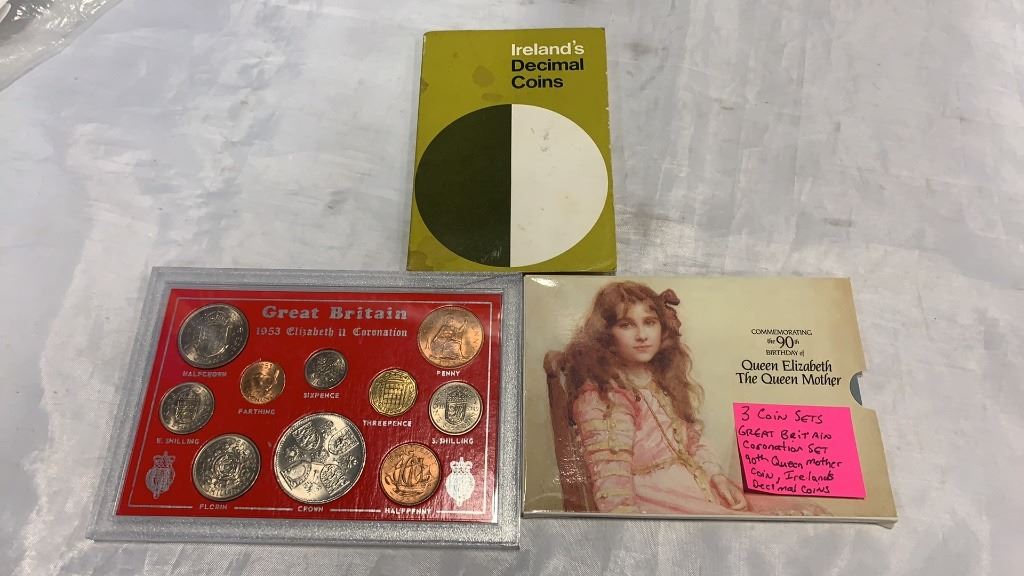 Ireland's
Decimal
Coins
Great Britain
1953 Elizabeth II Coronation
HALFCROWN
PENNY
SIXPENCE
FARTHING
THREEPENCE
E. SHILLING
S. SHILLING
FLORIN
CROWN
HALFPENNY
COMMEMORATING
the 90th
BIRTHDAY of
Queen Elizabeth
The Queen Mother
3 COIN SETS
GREAT BRITAIN
CORONATION SET
90th Queen Mother
COIN, Irelands
Decimal Coins